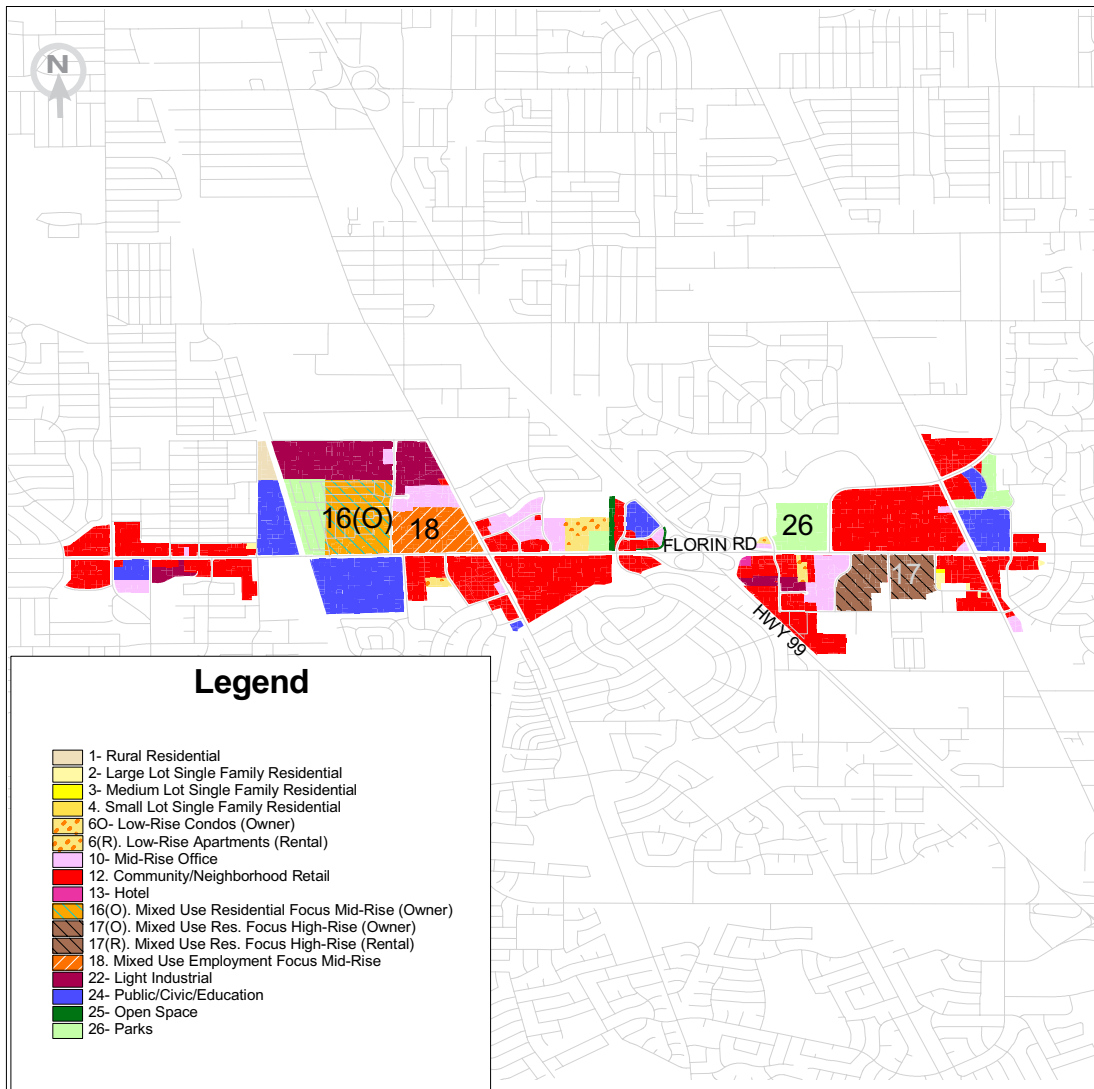 N
16(O)
18
26
FLORIN RD
17
HWY 99
Legend
1- Rural Residential
2- Large Lot Single Family Residential
3- Medium Lot Single Family Residential
4. Small Lot Single Family Residential
6O- Low-Rise Condos (Owner)
6(R). Low-Rise Apartments (Rental)
10- Mid-Rise Office
12. Community/Neighborhood Retail
13- Hotel
16(O). Mixed Use Residential Focus Mid-Rise (Owner)
17(O). Mixed Use Res. Focus High-Rise (Owner)
17(R). Mixed Use Res. Focus High-Rise (Rental)
18. Mixed Use Employment Focus Mid-Rise
22- Light Industrial
24- Public/Civic/Education
25- Open Space
26- Parks